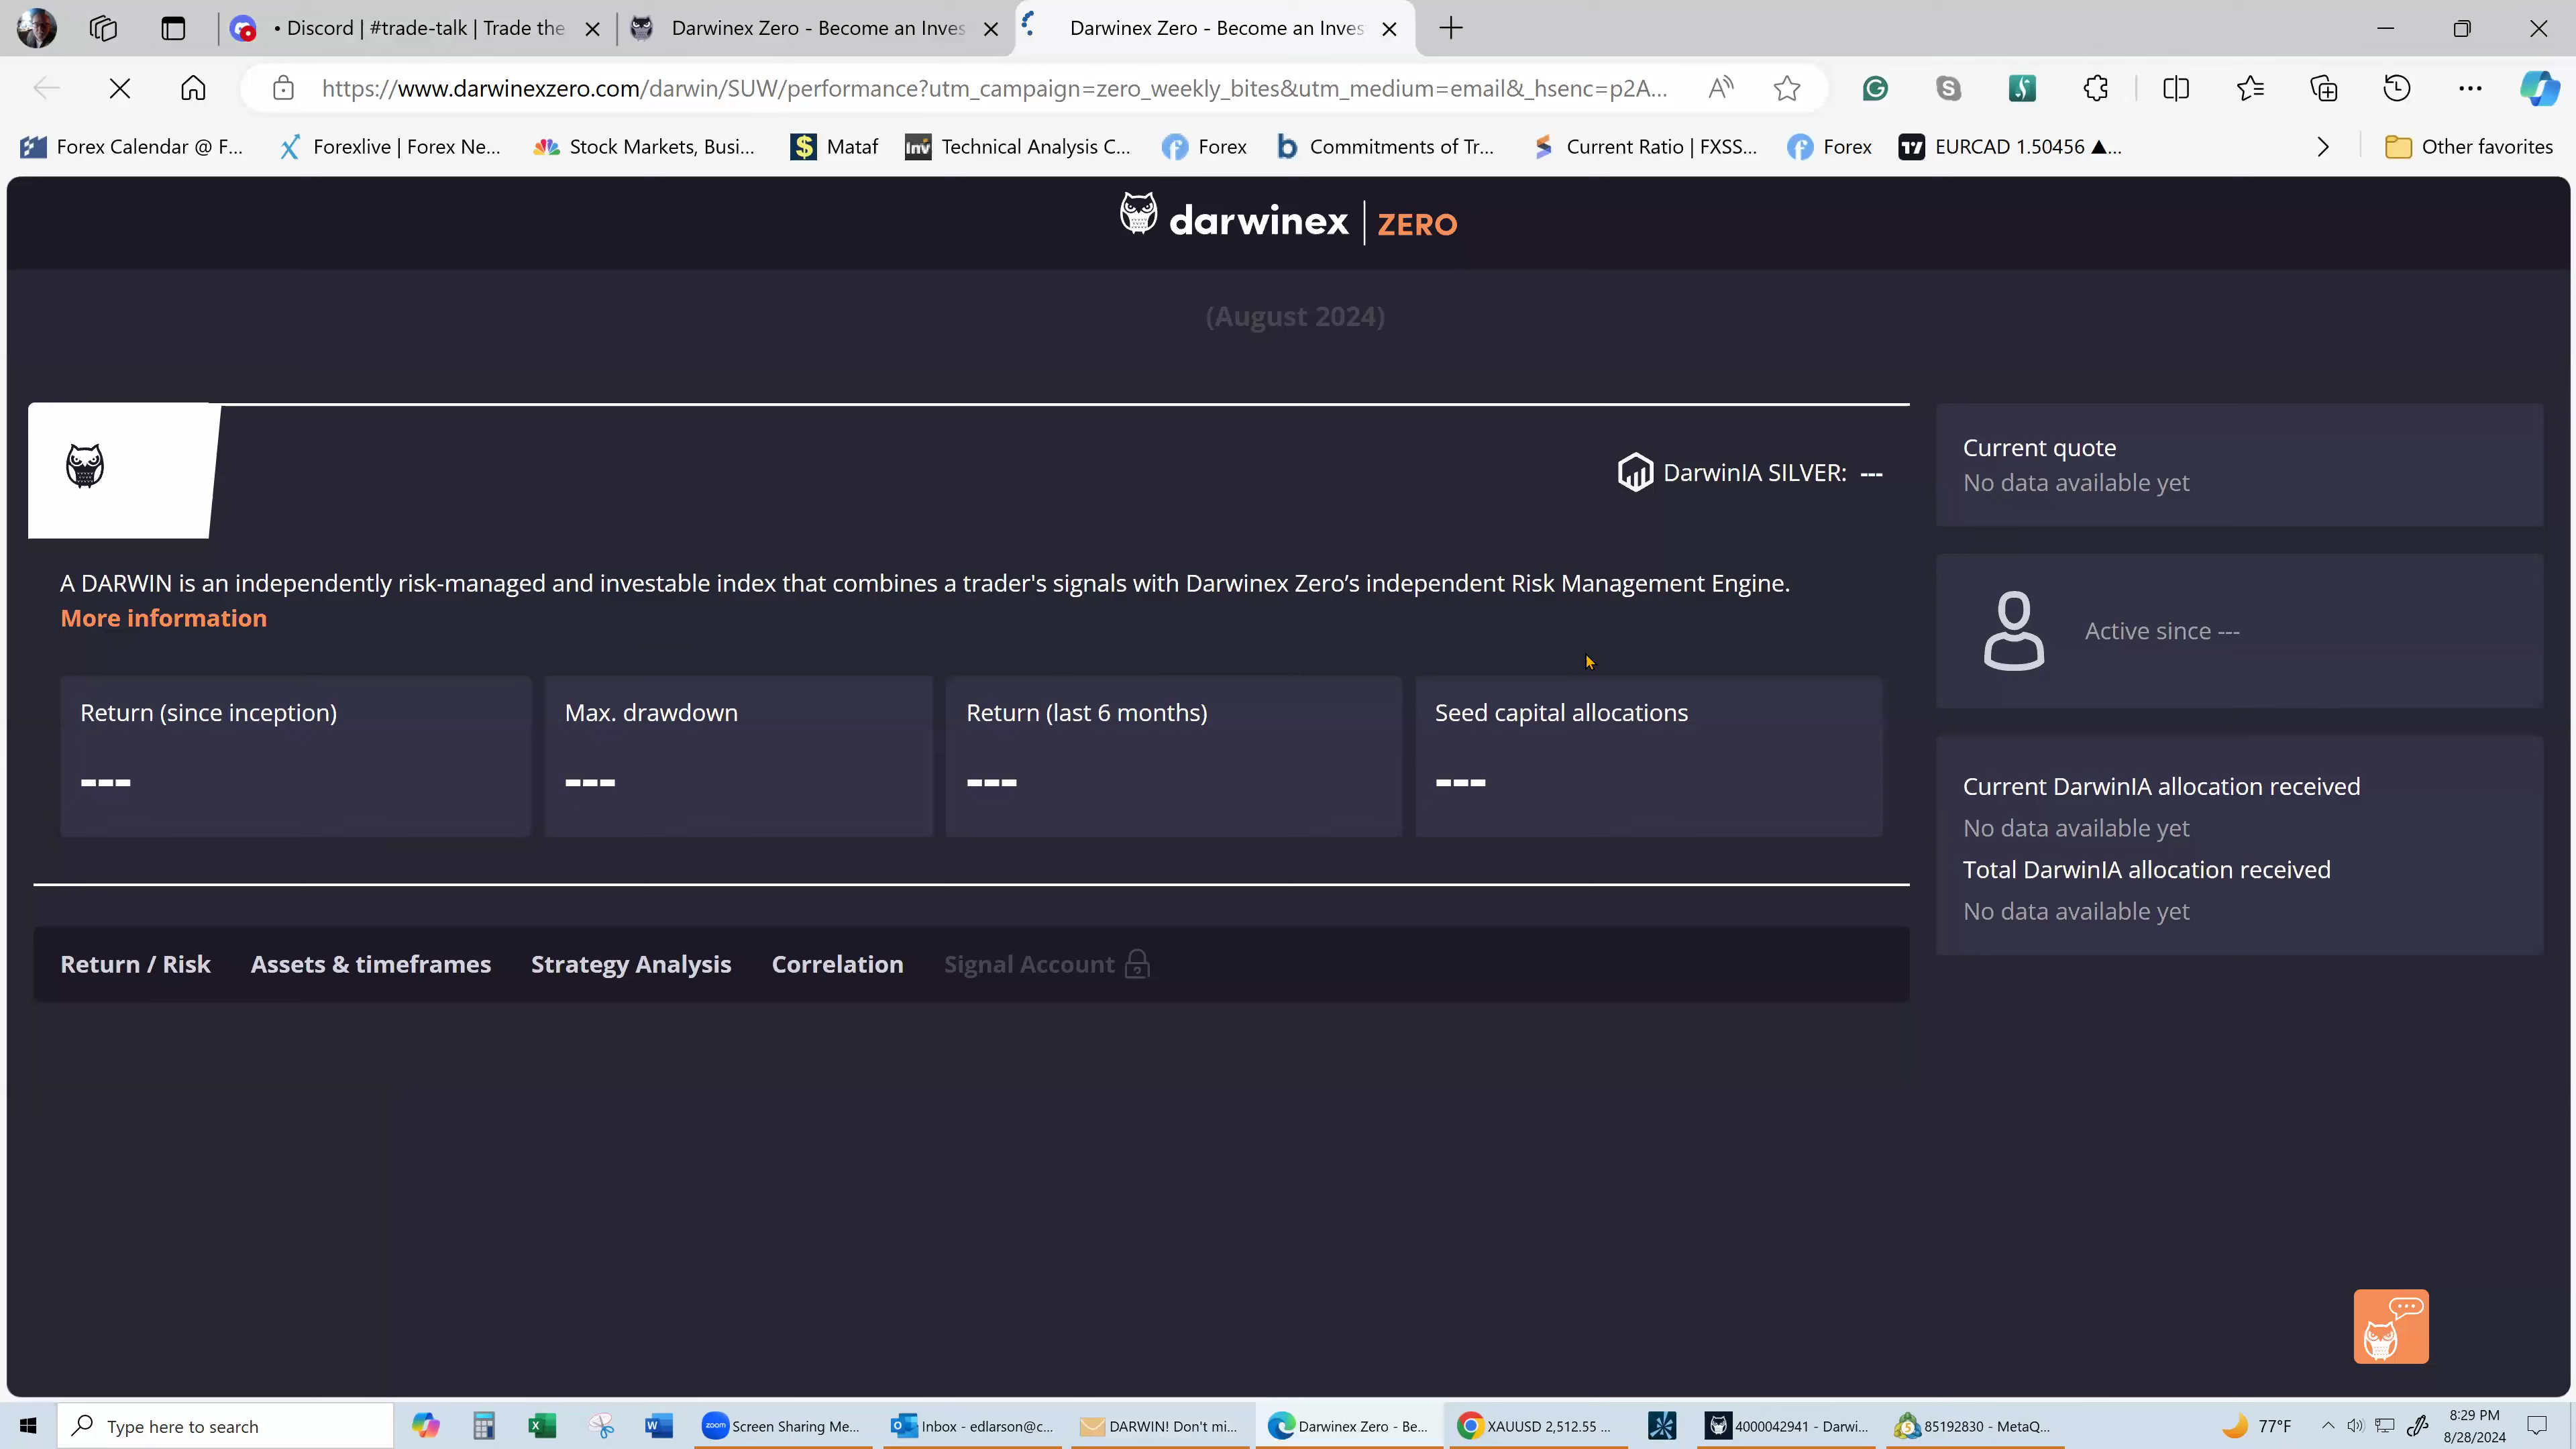 • Discord | #trade-talk | Trade the
Darwinex Zero - Become an Inves
Darwinex Zero - Become an Inves
https://www.darwinexzero.com/darwin/SUW/performance?utm_campaign=zero_weekly_bites&utm_medium=email&_hsenc=p2A...
Forex Calendar @ F...
Forexlive | Forex Ne...
Stock Markets, Busi...
Mataf
Technical Analysis C...
Forex
Commitments of Tr...
Current Ratio | FXSS...
Forex
EURCAD 1.50456 ▲...
Other favorites
darwinex | ZERO
(August 2024)
DarwinIA SILVER: ---
Current quote
No data available yet
A DARWIN is an independently risk-managed and investable index that combines a trader's signals with Darwinex Zero’s independent Risk Management Engine.
More information
Active since ---
Return (since inception)
---
Max. drawdown
---
Return (last 6 months)
---
Seed capital allocations
---
Current DarwinIA allocation received
No data available yet
Total DarwinIA allocation received
No data available yet
Return / Risk
Assets & timeframes
Strategy Analysis
Correlation
Signal Account
Type here to search
zoom
Screen Sharing Me...
Inbox - edlarson@c...
DARWIN! Don't mi...
Darwinex Zero - Be...
XAUUSD 2,512.55 ...
4000042941 - Darwi...
85192830 - MetaQ...
77°F
8:29 PM
8/28/2024